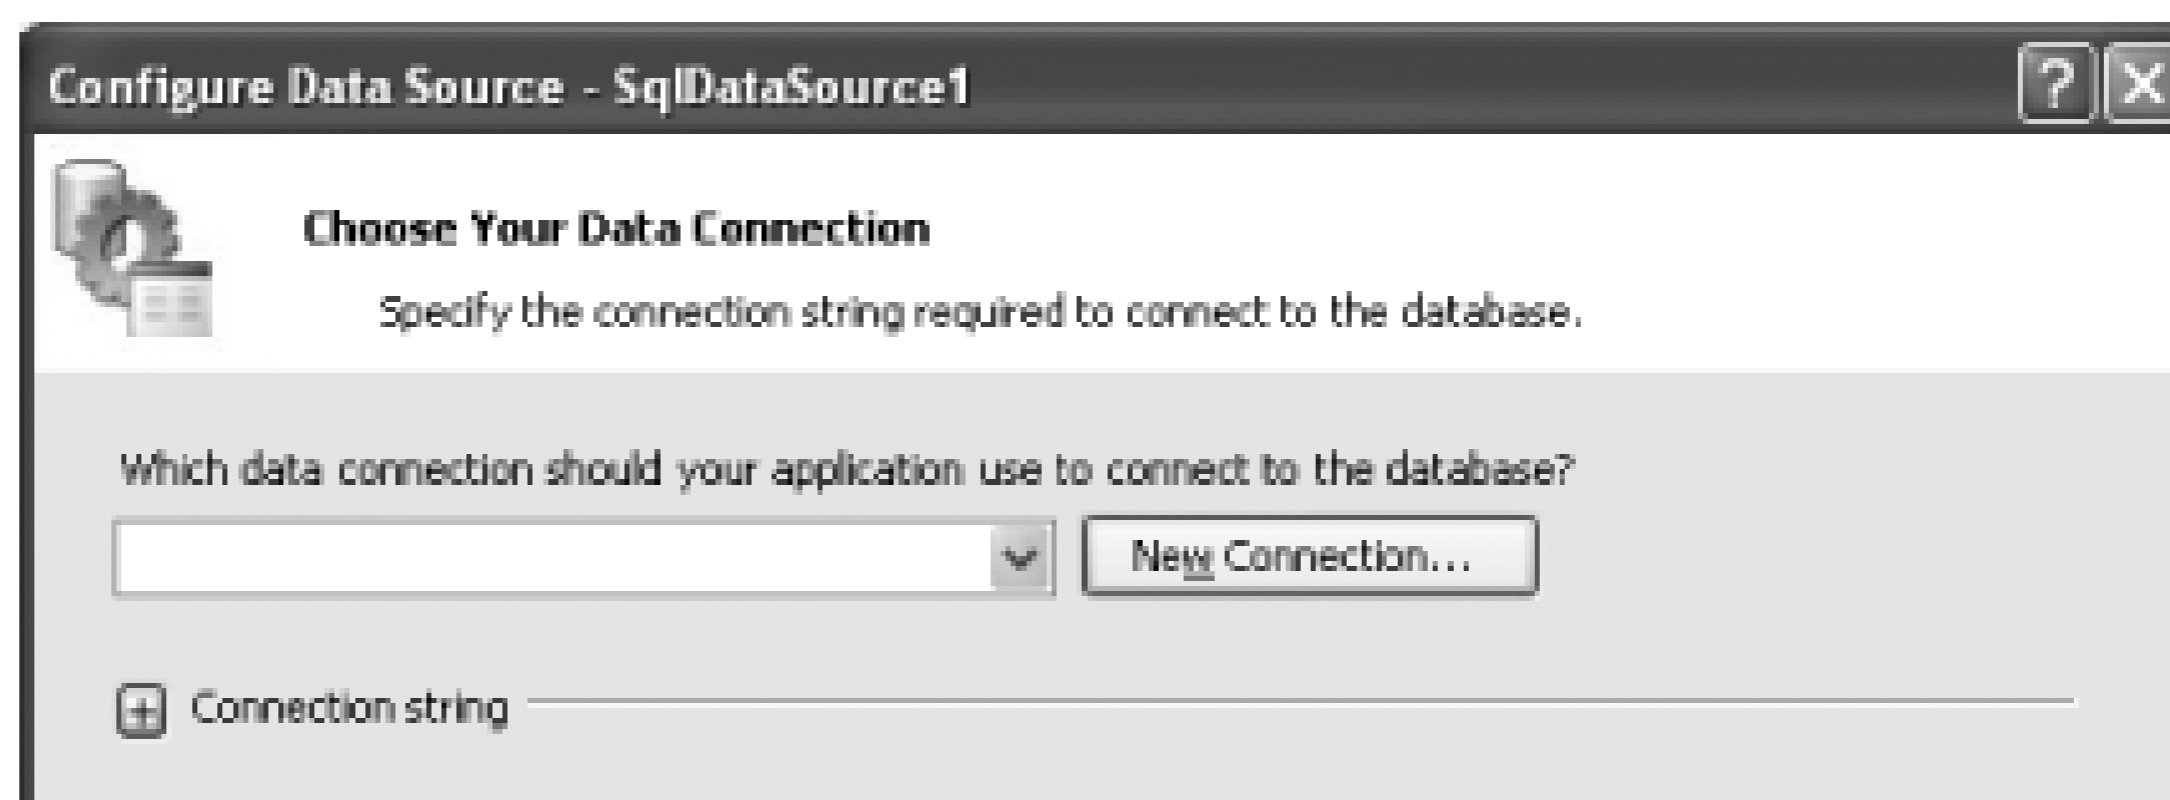 Configure Data Source - SqlDataSource1
Choose Your Data Connection
Specify the connection string required to connect to the database.
Which data connection should your application use to connect to the database?
New Connection...
Connection string